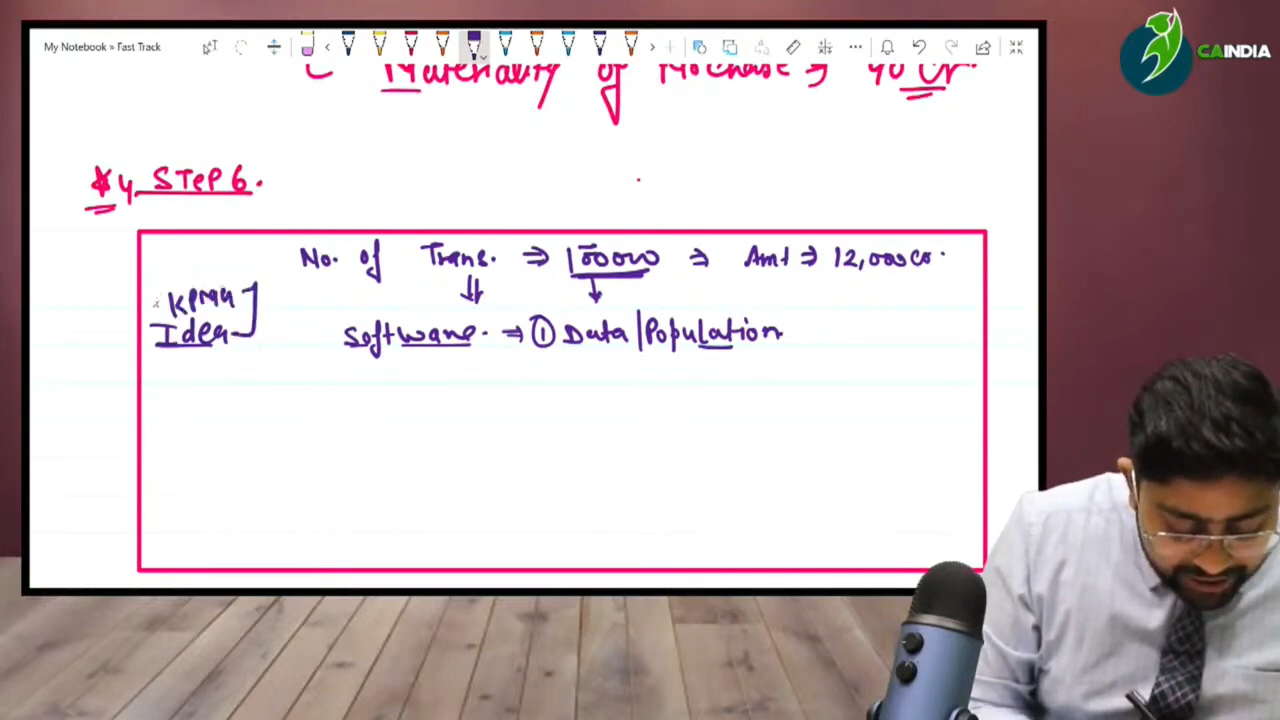 My Notebook » Fast Track
CAINDIA
Materiality of Purchase ⇒ 40 Cr.
* 4, STEP 6.
No. of Trans. ⇒ 100000 ⇒ Amt ⇒ 12,000 Cr.
KPMG
Idea
Software. ⇒ ① Data/Population